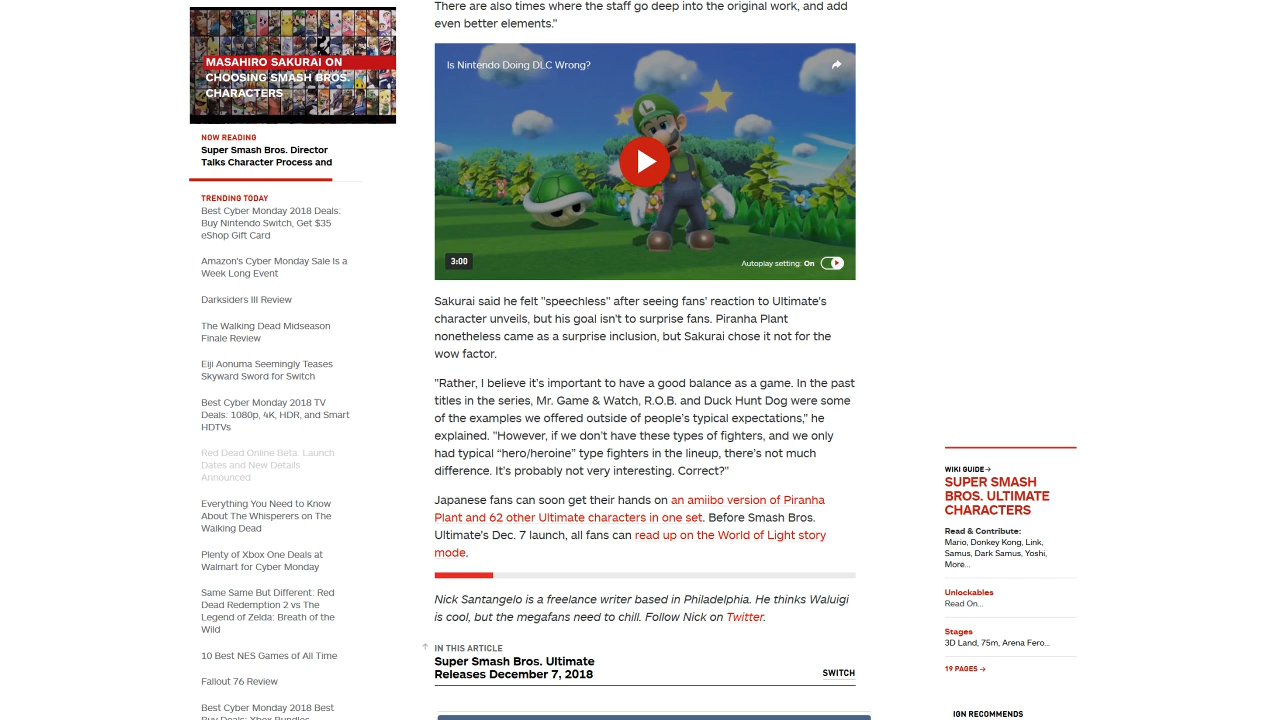 MASAHIRO SAKURAI ON
CHOOSING SMASH BROS.
CHARACTERS
NOW READING
Super Smash Bros. Director
Talks Character Process and
TRENDING TODAY
Best Cyber Monday 2018 Deals:
Buy Nintendo Switch, Get $35
eShop Gift Card
Amazon's Cyber Monday Sale Is a
Week Long Event
Darksiders III Review
The Walking Dead Midseason
Finale Review
Eiji Aonuma Seemingly Teases
Skyward Sword for Switch
Best Cyber Monday 2018 TV
Deals: 1080p, 4K, HDR, and Smart
HDTVs
Red Dead Online Beta: Launch
Dates and New Details
Announced
Everything You Need to Know
About The Whisperers on The
Walking Dead
Plenty of Xbox One Deals at
Walmart for Cyber Monday
Same Same But Different: Red
Dead Redemption 2 vs The
Legend of Zelda: Breath of the
Wild
10 Best NES Games of All Time
Fallout 76 Review
Best Cyber Monday 2018 Best
Buy Deals: Xbox Bundles
There are also times where the staff go deep into the original work, and add
even better elements."
Is Nintendo Doing DLC Wrong?
3:00
Autoplay setting: On
Sakurai said he felt "speechless" after seeing fans' reaction to Ultimate's
character unveils, but his goal isn't to surprise fans. Piranha Plant
nonetheless came as a surprise inclusion, but Sakurai chose it not for the
wow factor.
"Rather, I believe it's important to have a good balance as a game. In the past
titles in the series, Mr. Game & Watch, R.O.B. and Duck Hunt Dog were some
of the examples we offered outside of people's typical expectations," he
explained. "However, if we don't have these types of fighters, and we only
had typical “hero/heroine” type fighters in the lineup, there's not much
difference. It's probably not very interesting. Correct?"
Japanese fans can soon get their hands on an amiibo version of Piranha
Plant and 62 other Ultimate characters in one set. Before Smash Bros.
Ultimate's Dec. 7 launch, all fans can read up on the World of Light story
mode.
Nick Santangelo is a freelance writer based in Philadelphia. He thinks Waluigi
is cool, but the megafans need to chill. Follow Nick on Twitter.
IN THIS ARTICLE
Super Smash Bros. Ultimate
Releases December 7, 2018
SWITCH
WIKI GUIDE
SUPER SMASH
BROS. ULTIMATE
CHARACTERS
Read & Contribute:
Mario, Donkey Kong, Link,
Samus, Dark Samus, Yoshi,
More...
Unlockables
Read On...
Stages
3D Land, 75m, Arena Fero...
19 PAGES
IGN RECOMMENDS